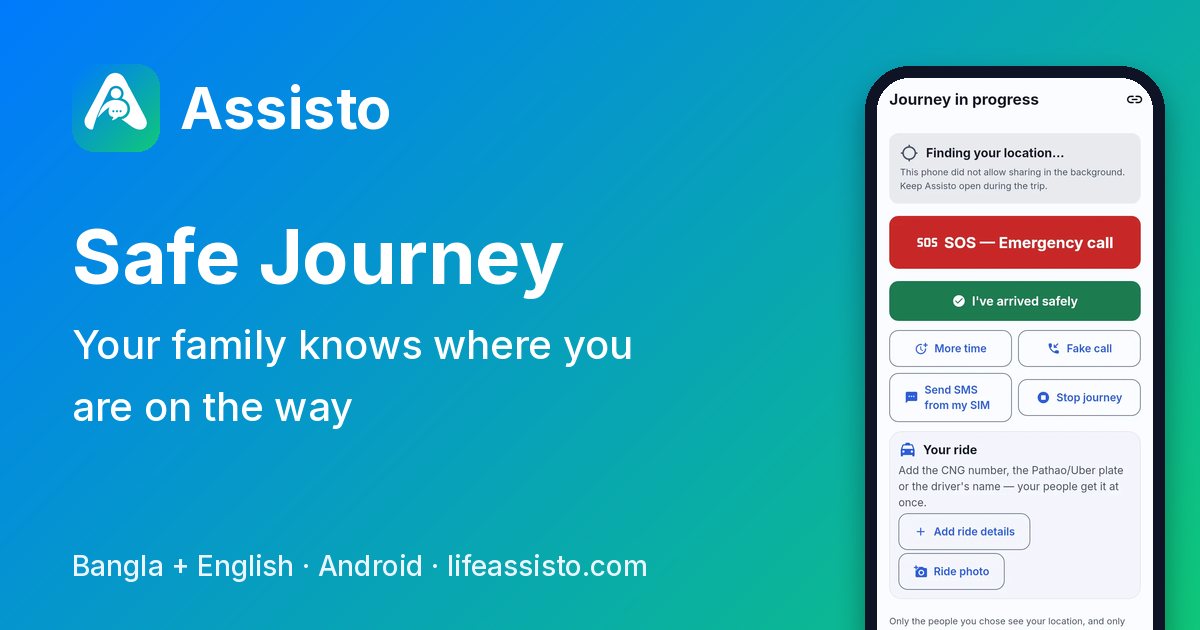 Assisto
Safe Journey
Your family knows where you
are on the way
Bangla + English · Android · lifeassisto.com
Journey in progress
Finding your location...
This phone did not allow sharing in the background.
Keep Assisto open during the trip.
SOS SOS — Emergency call
I've arrived safely
More time
Fake call
Send SMS
from my SIM
Stop journey
Your ride
Add the CNG number, the Pathao/Uber plate
or the driver's name — your people get it at
once.
Add ride details
Ride photo
Only the people you chose see your location, and only